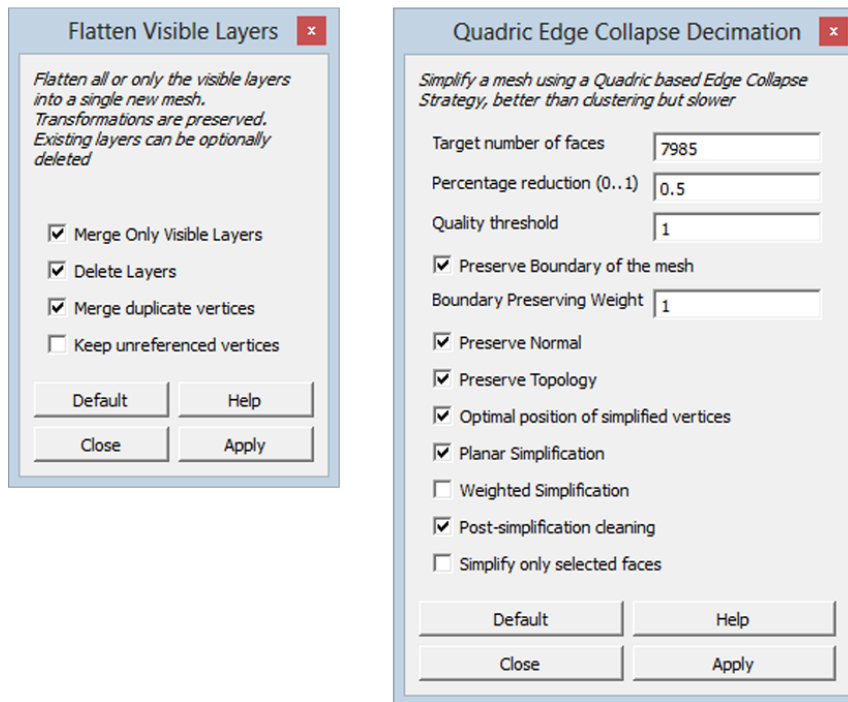 Flatten Visible Layers
x
Flatten all or only the visible layers
into a single new mesh.
Transformations are preserved.
Existing layers can be optionally
deleted
Merge Only Visible Layers
Delete Layers
Merge duplicate vertices
Keep unreferenced vertices
Default
Help
Close
Apply
Quadric Edge Collapse Decimation
x
Simplify a mesh using a Quadric based Edge Collapse
Strategy, better than clustering but slower
Target number of faces 7985
Percentage reduction (0..1) 0.5
Quality threshold 1
Preserve Boundary of the mesh
Boundary Preserving Weight 1
Preserve Normal
Preserve Topology
Optimal position of simplified vertices
Planar Simplification
Weighted Simplification
Post-simplification cleaning
Simplify only selected faces
Default
Help
Close
Apply